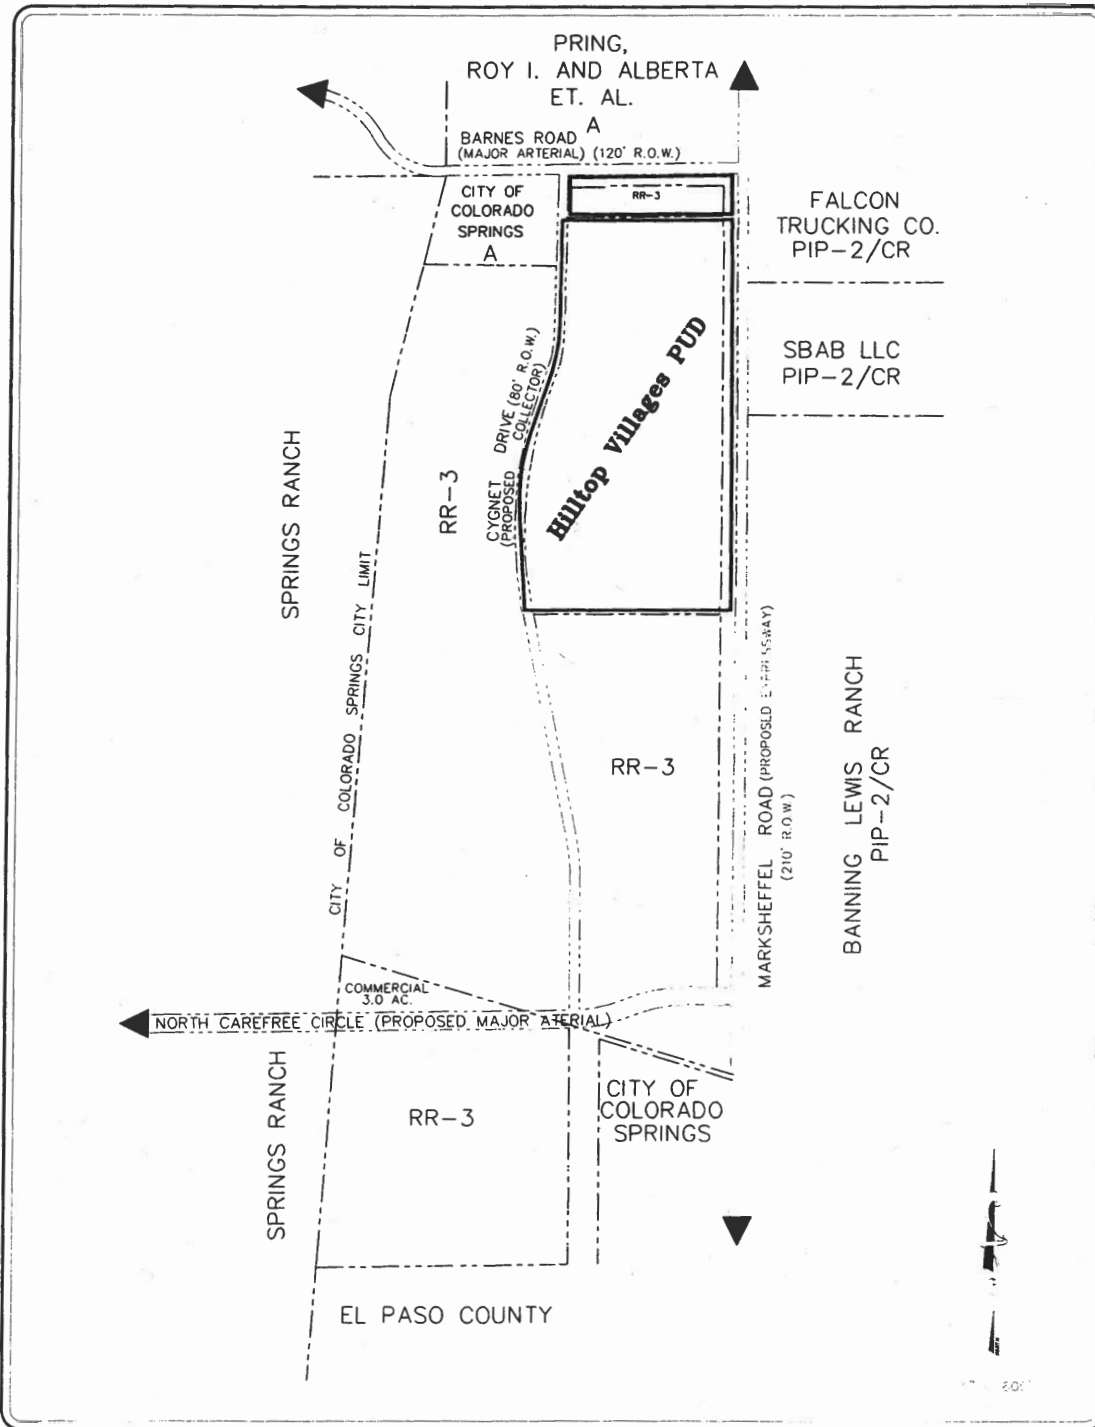 PRING,
ROY I. AND ALBERTA
ET. AL.
A
BARNES ROAD
(MAJOR ARTERIAL) (120' R.O.W.)
CITY OF
COLORADO
SPRINGS
A
RR-3
FALCON
TRUCKING CO.
PIP-2/CR
SBAB LLC
PIP-2/CR
Hilltop Villages PUD
CYGNET DRIVE (80' R.O.W.)
(PROPOSED COLLECTOR)
RR-3
SPRINGS RANCH
CITY OF COLORADO SPRINGS CITY LIMIT
RR-3
MARKSHEFFEL ROAD (PROPOSED EXPRESSWAY)
(210' R.O.W.)
BANNING LEWIS RANCH
PIP-2/CR
COMMERCIAL
3.0 AC.
NORTH CAREFREE CIRCLE (PROPOSED MAJOR ATERIAL)
SPRINGS RANCH
RR-3
CITY OF
COLORADO
SPRINGS
EL PASO COUNTY